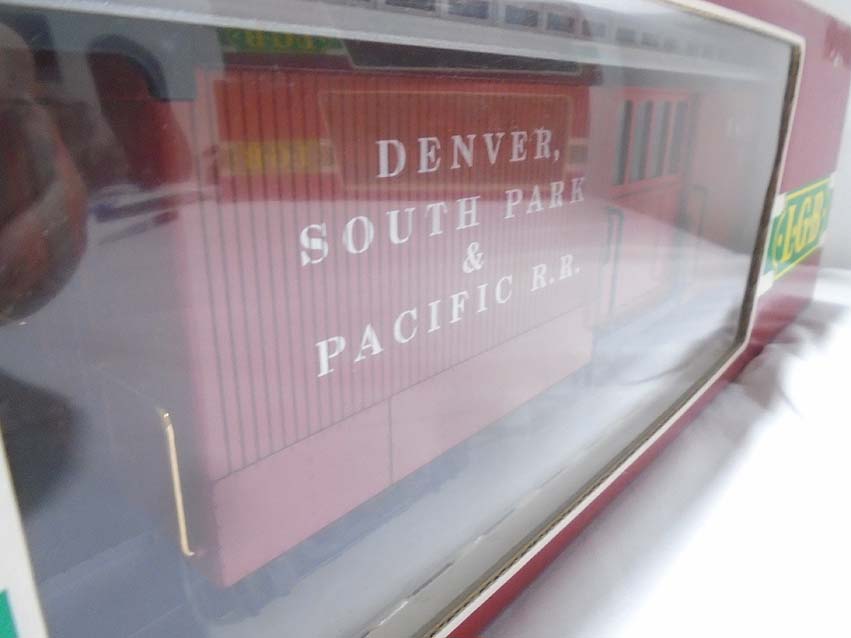 DENVER,
SOUTH PARK
&
PACIFIC R.R.
LGB